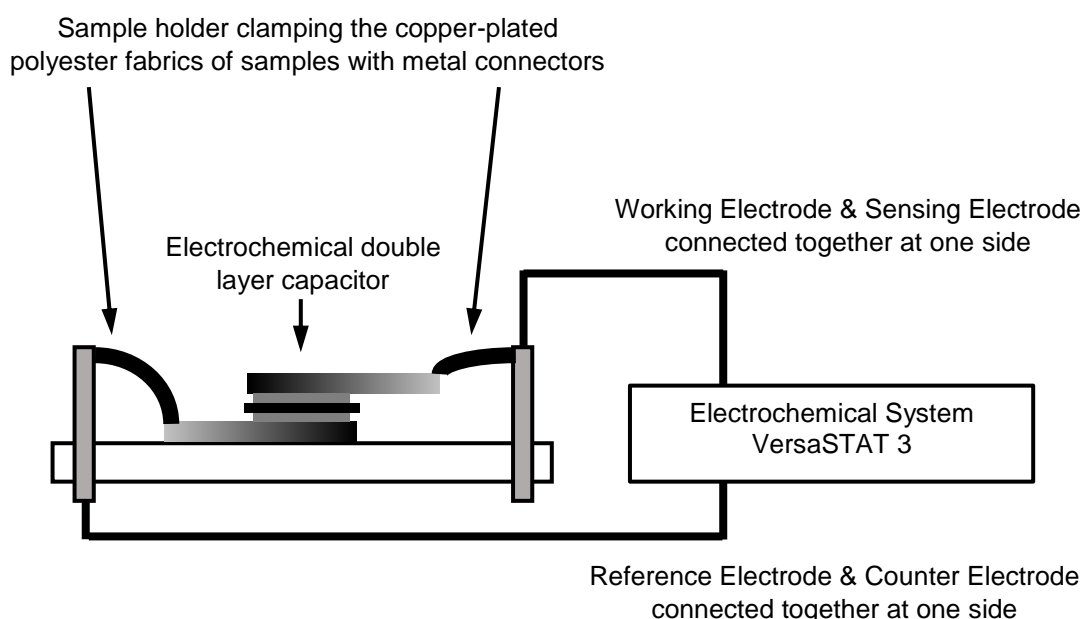 Sample holder clamping the copper-plated
polyester fabrics of samples with metal connectors
Working Electrode & Sensing Electrode
connected together at one side
Electrochemical double
layer capacitor
Electrochemical System
VersaSTAT 3
Reference Electrode & Counter Electrode
connected together at one side